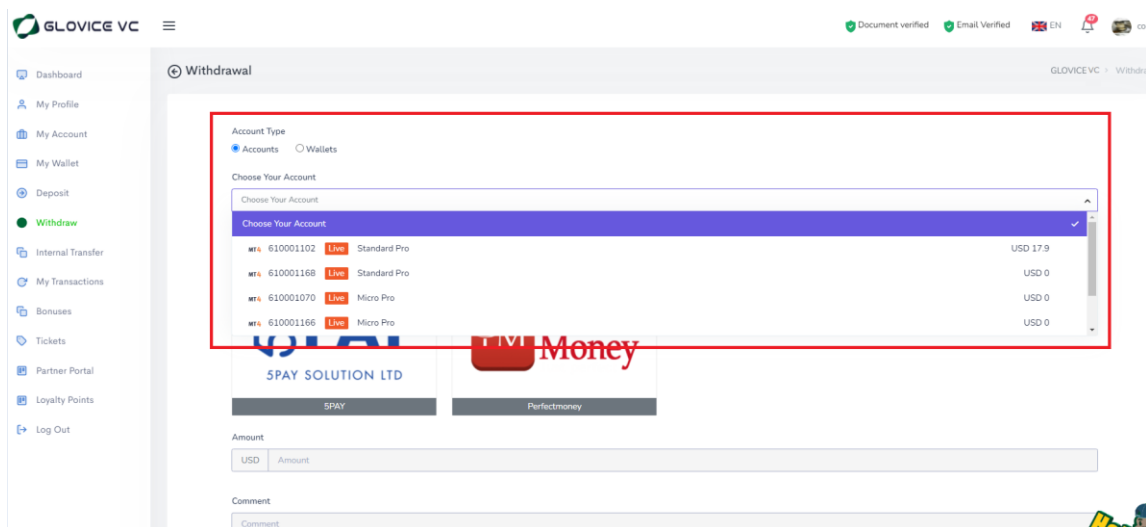 GLOVICE VC
Document verified
Email Verified
EN
47
co
Dashboard
My Profile
My Account
My Wallet
Deposit
Withdraw
Internal Transfer
My Transactions
Bonuses
Tickets
Partner Portal
Loyalty Points
Log Out
Withdrawal
GLOVICE VC
Withdra
Account Type
Accounts Wallets
Choose Your Account
Choose Your Account
Choose Your Account
MT4 610001102 Live Standard Pro USD 17.9
MT4 610001168 Live Standard Pro USD 0
MT4 610001070 Live Micro Pro USD 0
MT4 610001166 Live Micro Pro USD 0
Money
5PAY SOLUTION LTD
5PAY
Perfectmoney
Amount
USD Amount
Comment
Comment